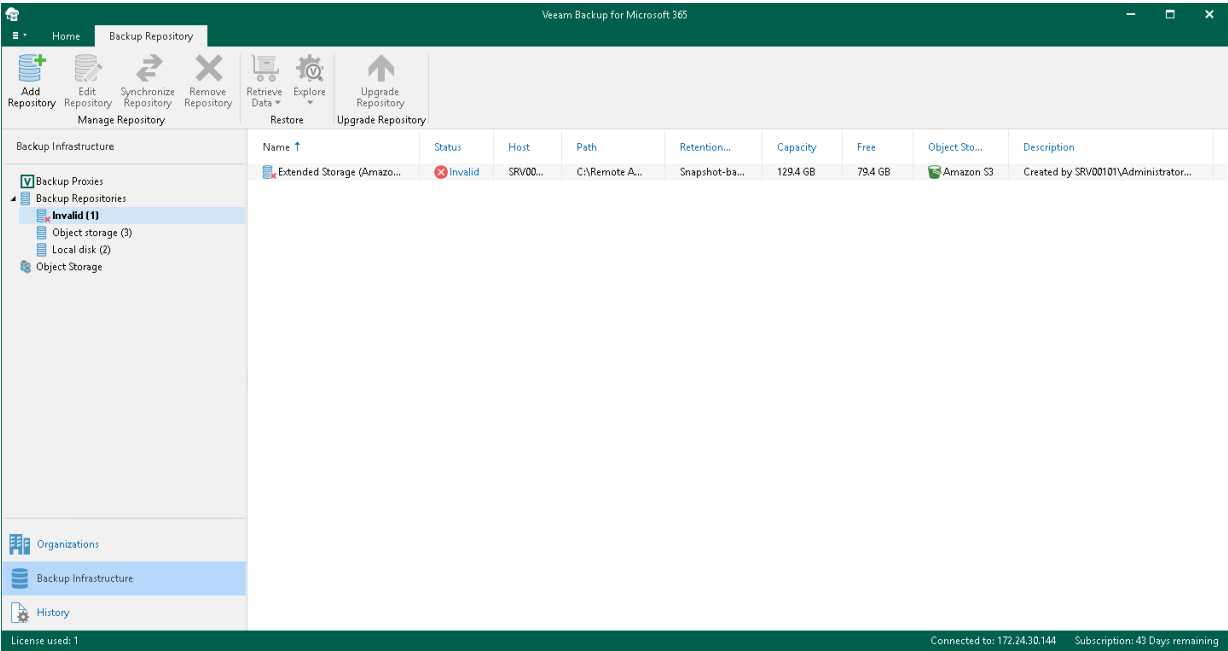 Veeam Backup for Microsoft 365
Home Backup Repository
Add Repository
Edit Repository
Synchronize Repository
Remove Repository
Manage Repository
Retrieve Data
Explore
Restore
Upgrade Repository
Upgrade Repository
Backup Infrastructure
Backup Proxies
Backup Repositories
Invalid (1)
Object storage (3)
Local disk (2)
Object Storage
Name Status Host Path Retention... Capacity Free Object Sto... Description
Extended Storage (Amazo... Invalid SRV00... C:\Remote A... Snapshot-ba... 129.4 GB 79.4 GB Amazon S3 Created by SRV00101\Administrator...
Organizations
Backup Infrastructure
History
License used: 1
Connected to: 172.24.30.144 Subscription: 43 Days remaining